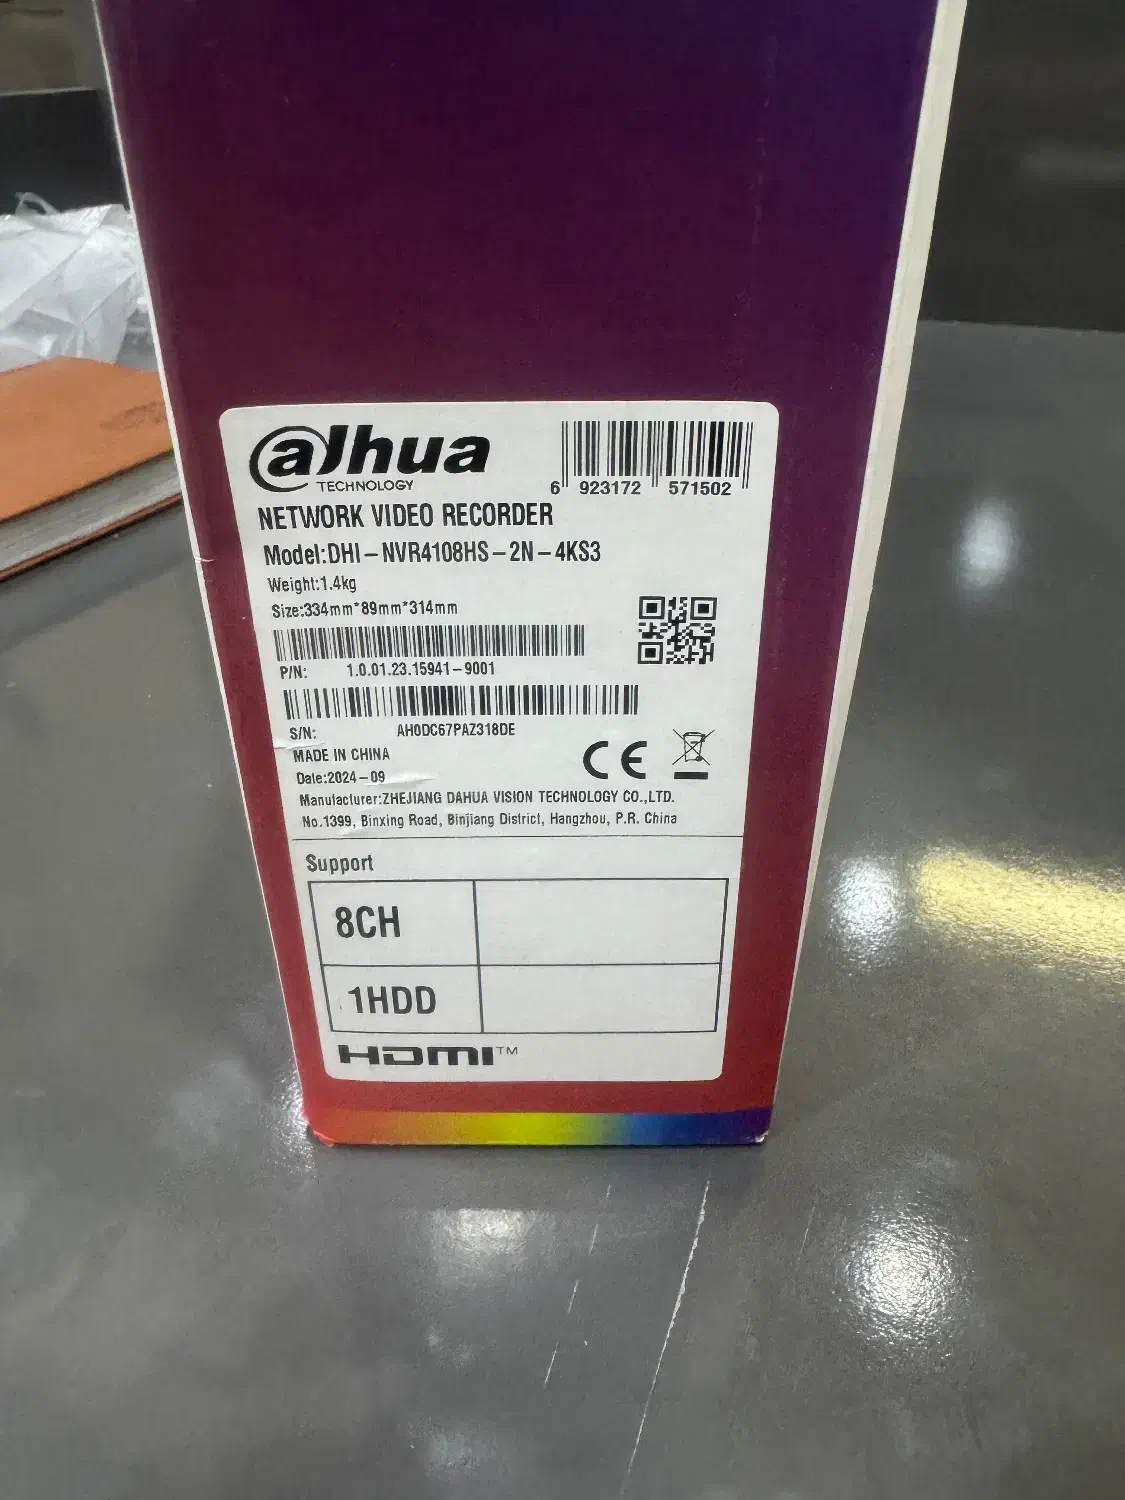 alhua
TECHNOLOGY
6 923172 571502
NETWORK VIDEO RECORDER
Model:DHI-NVR4108HS-2N-4KS3
Weight:1.4kg
Size:334mm*89mm*314mm
P/N: 1.0.01.23.15941-9001
S/N: AH0DC67PAZ318DE
MADE IN CHINA
Date:2024-09
Manufacturer:ZHEJIANG DAHUA VISION TECHNOLOGY CO.,LTD.
No.1399, Binxing Road, Binjiang District, Hangzhou, P.R. China
CE
Support
8CH
1HDD
HDMI™